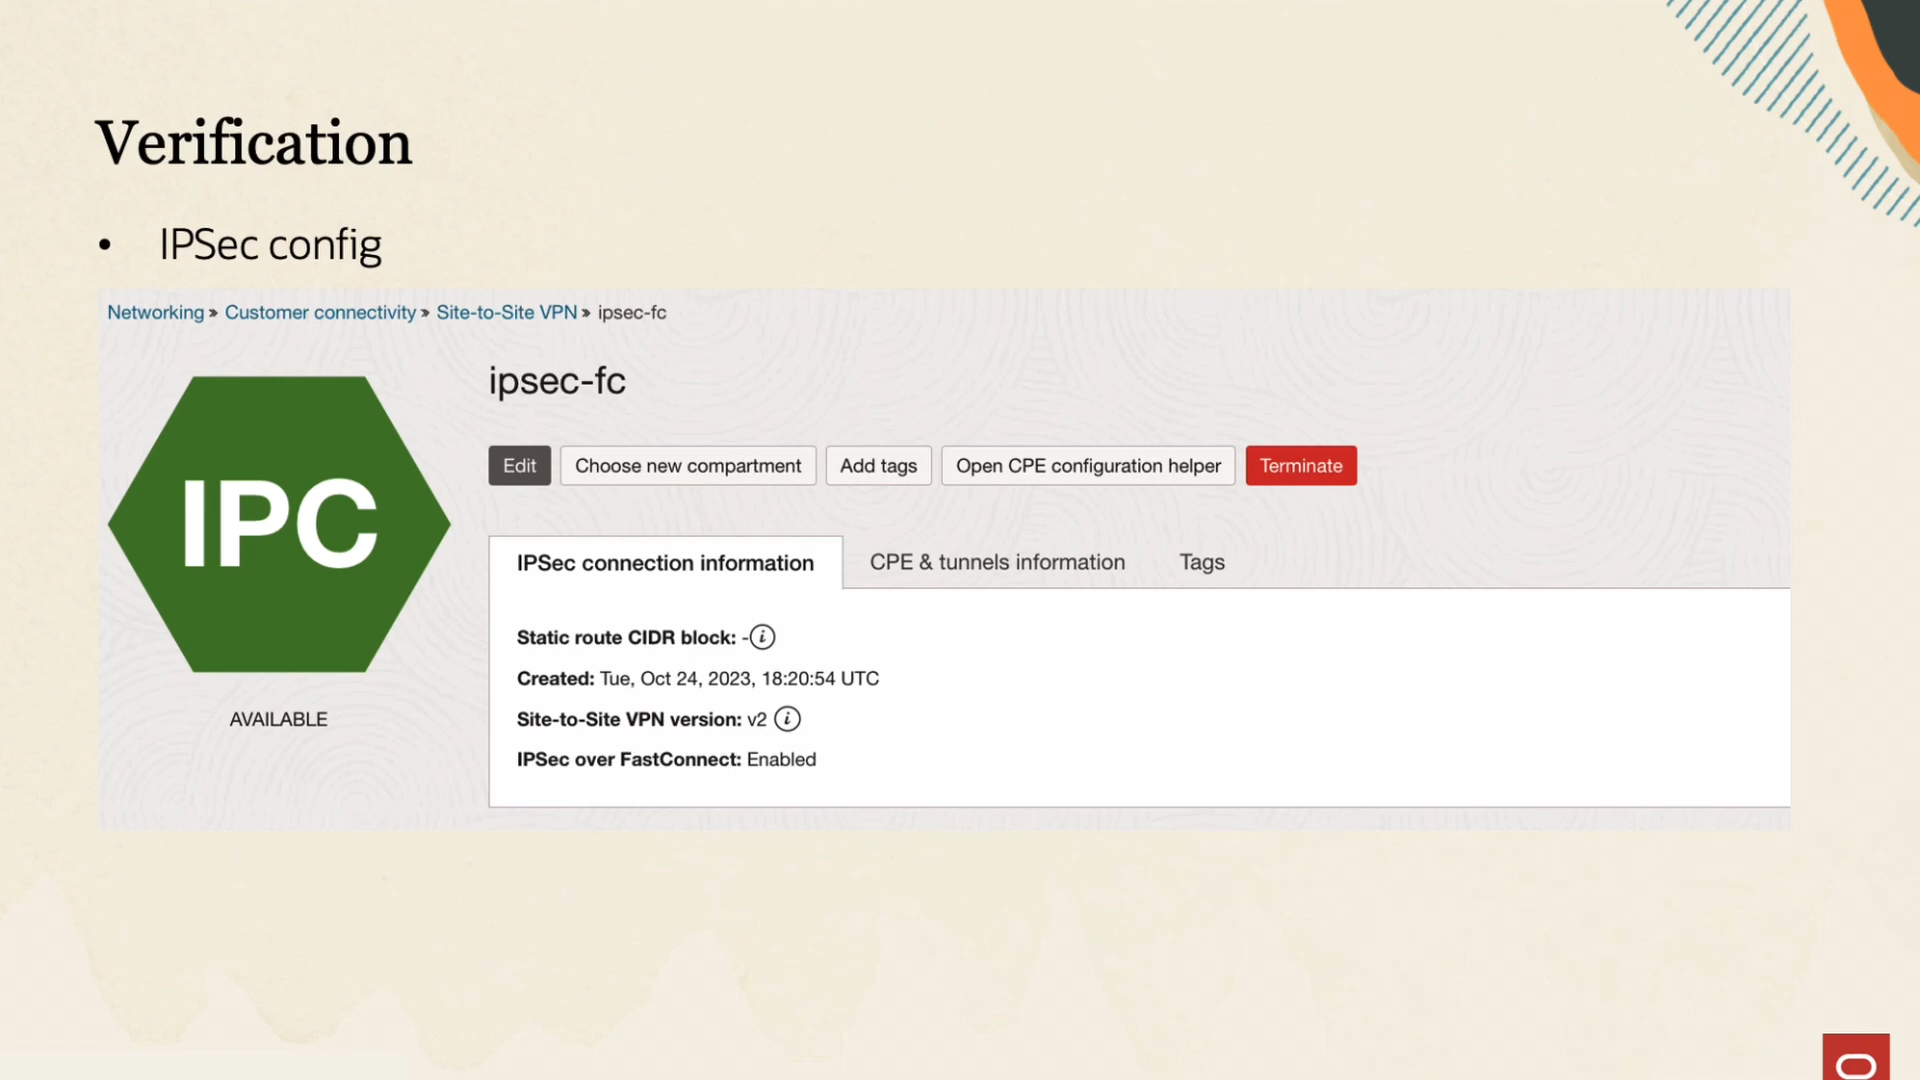 Verification
• IPSec config
Networking » Customer connectivity » Site-to-Site VPN » ipsec-fc
IPC
AVAILABLE
ipsec-fc
Edit Choose new compartment Add tags Open CPE configuration helper Terminate
IPSec connection information CPE & tunnels information Tags
Static route CIDR block: - i
Created: Tue, Oct 24, 2023, 18:20:54 UTC
Site-to-Site VPN version: v2 i
IPSec over FastConnect: Enabled